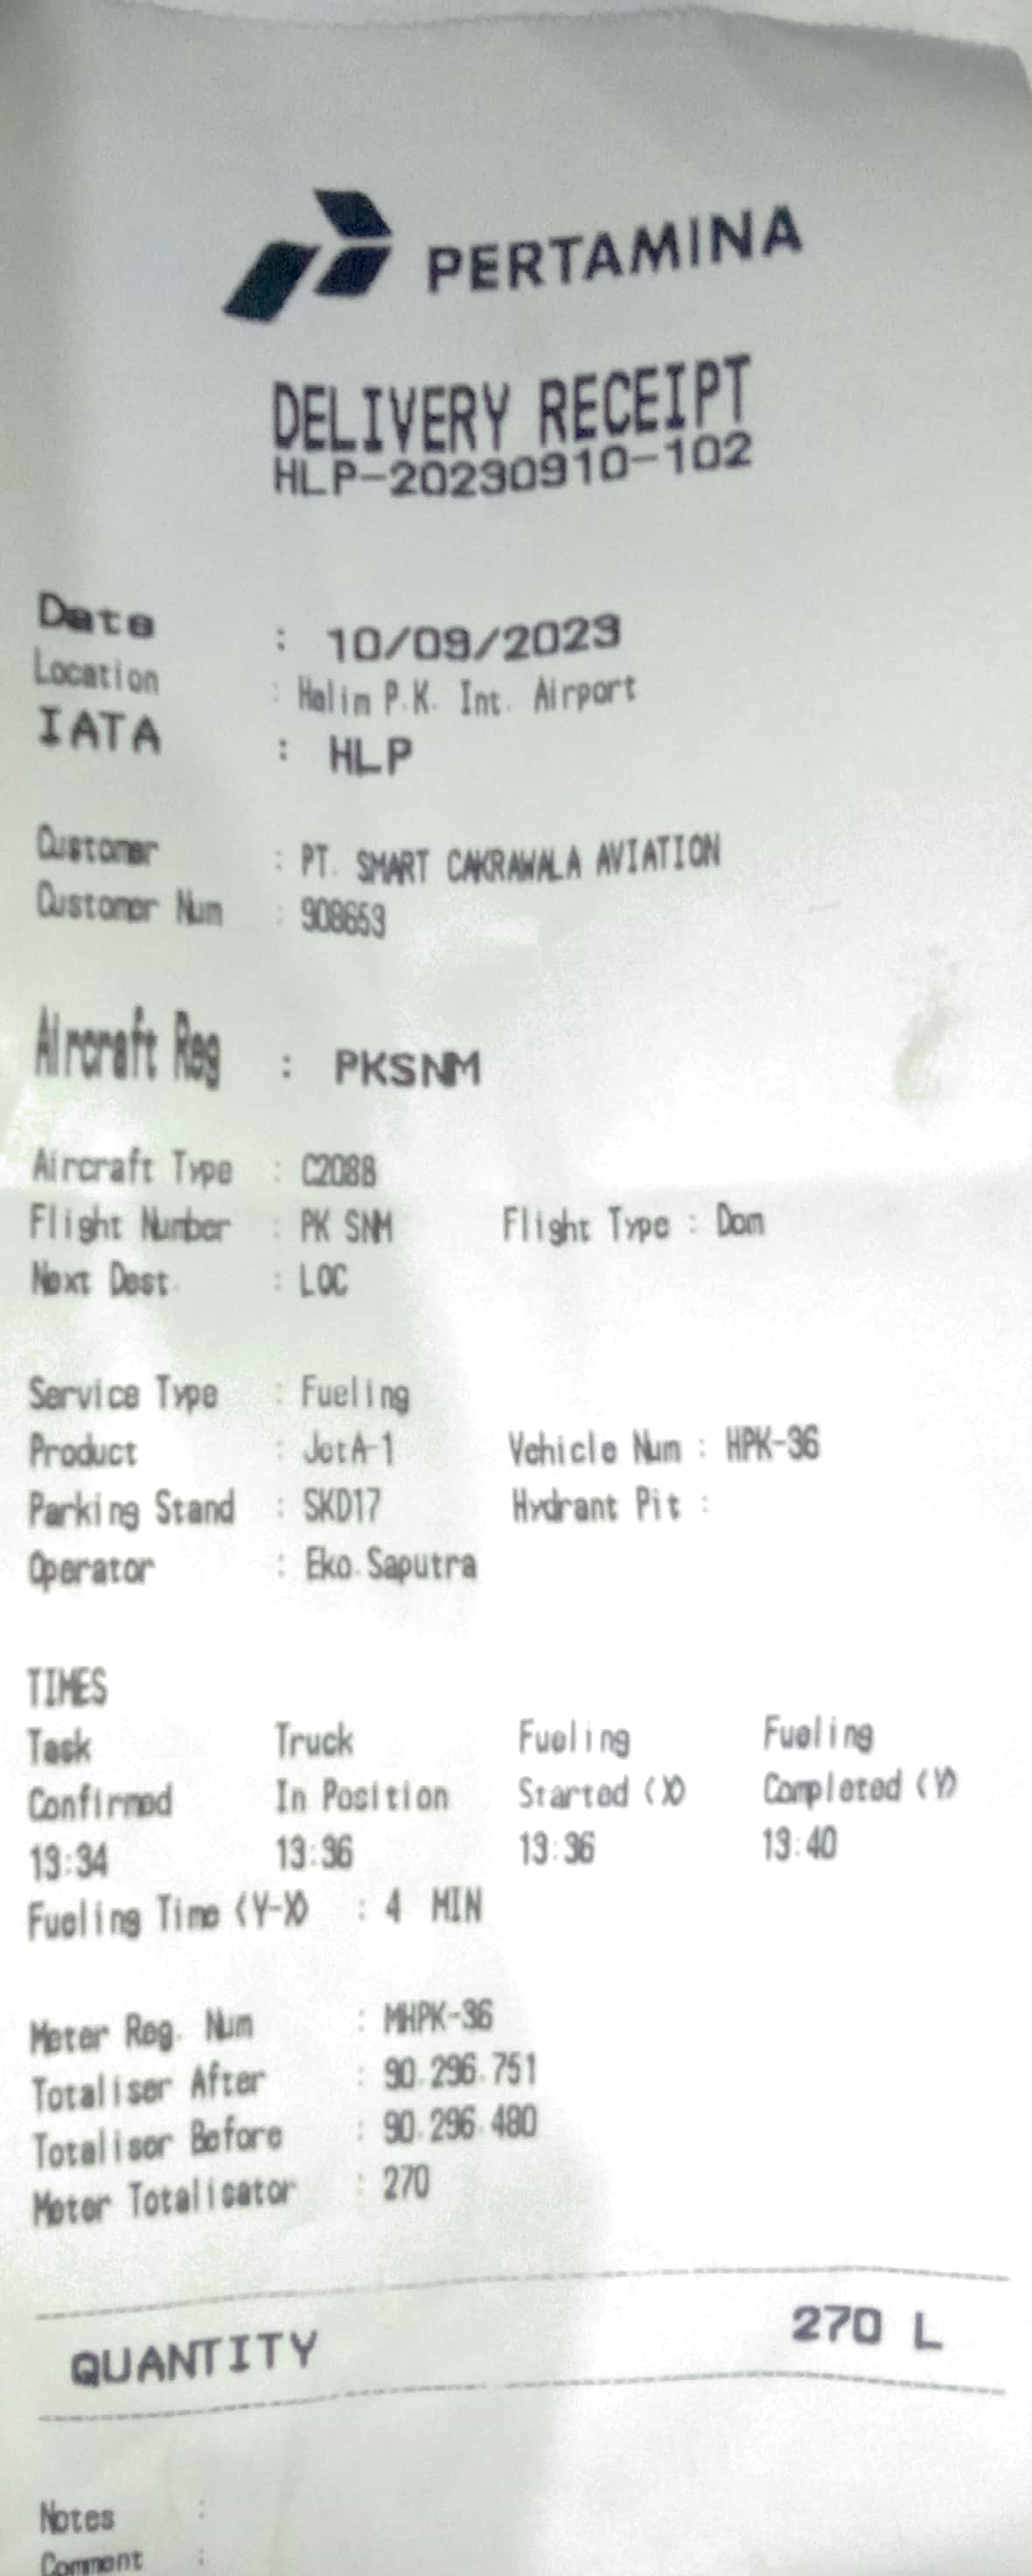 PERTAMINA
DELIVERY RECEIPT
HLP-20230910-102
Date : 10/09/2023
Location : Halim P.K. Int. Airport
IATA : HLP
Customer : PT. SMART CAKRAWALA AVIATION
Customer Num : 908653
Aircraft Reg : PKSNM
Aircraft Type : C208B
Flight Number : PK SNM Flight Type : Dom
Next Dest. : LOC
Service Type : Fueling
Product : JetA-1 Vehicle Num : HPK-36
Parking Stand : SKD17 Hydrant Pit :
Operator : Eko.Saputra
TIMES
Task Truck Fueling Fueling
Confirmed In Position Started (X) Completed (Y)
13:34 13:36 13:36 13:40
Fueling Time (Y-X) : 4 MIN
Meter Reg. Num : MHPK-36
Totaliser After : 90.296.751
Totaliser Before : 90.296.480
Meter Totalisator : 270
QUANTITY 270 L
Notes :
Comment :